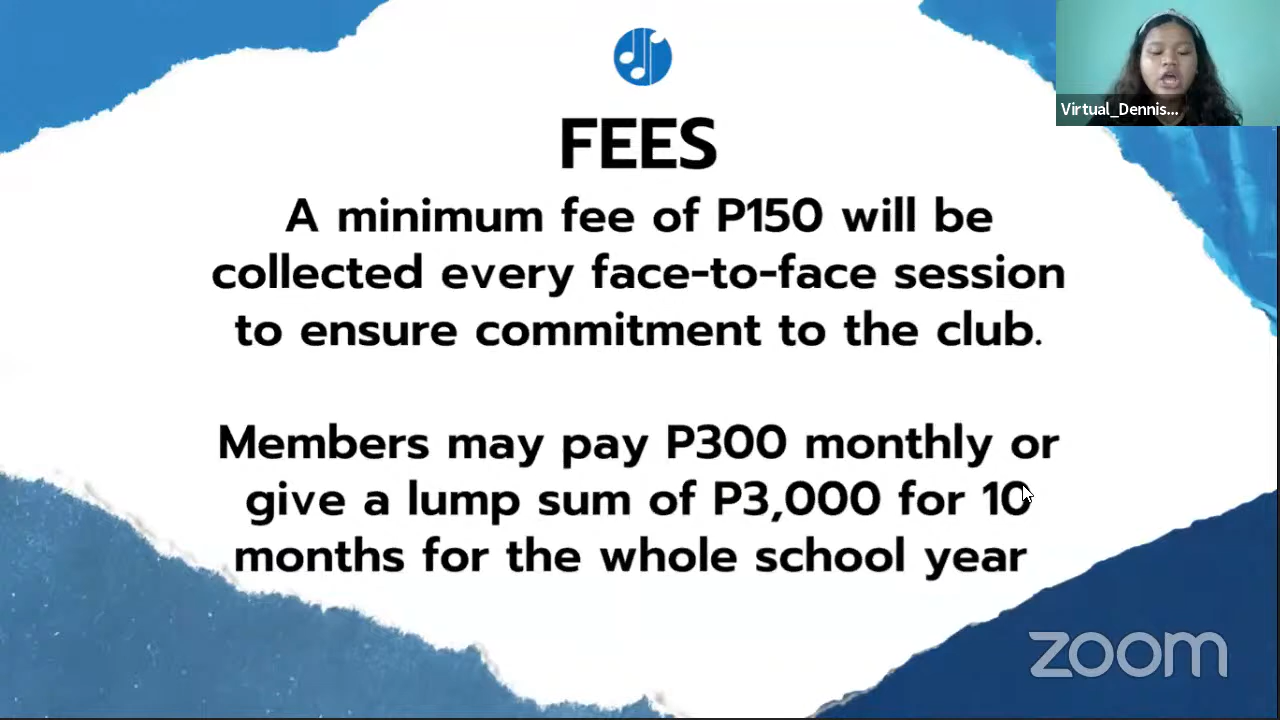 Virtual_Dennis...
FEES
A minimum fee of P150 will be
collected every face-to-face session
to ensure commitment to the club.
Members may pay P300 monthly or
give a lump sum of P3,000 for 10
months for the whole school year
zoom